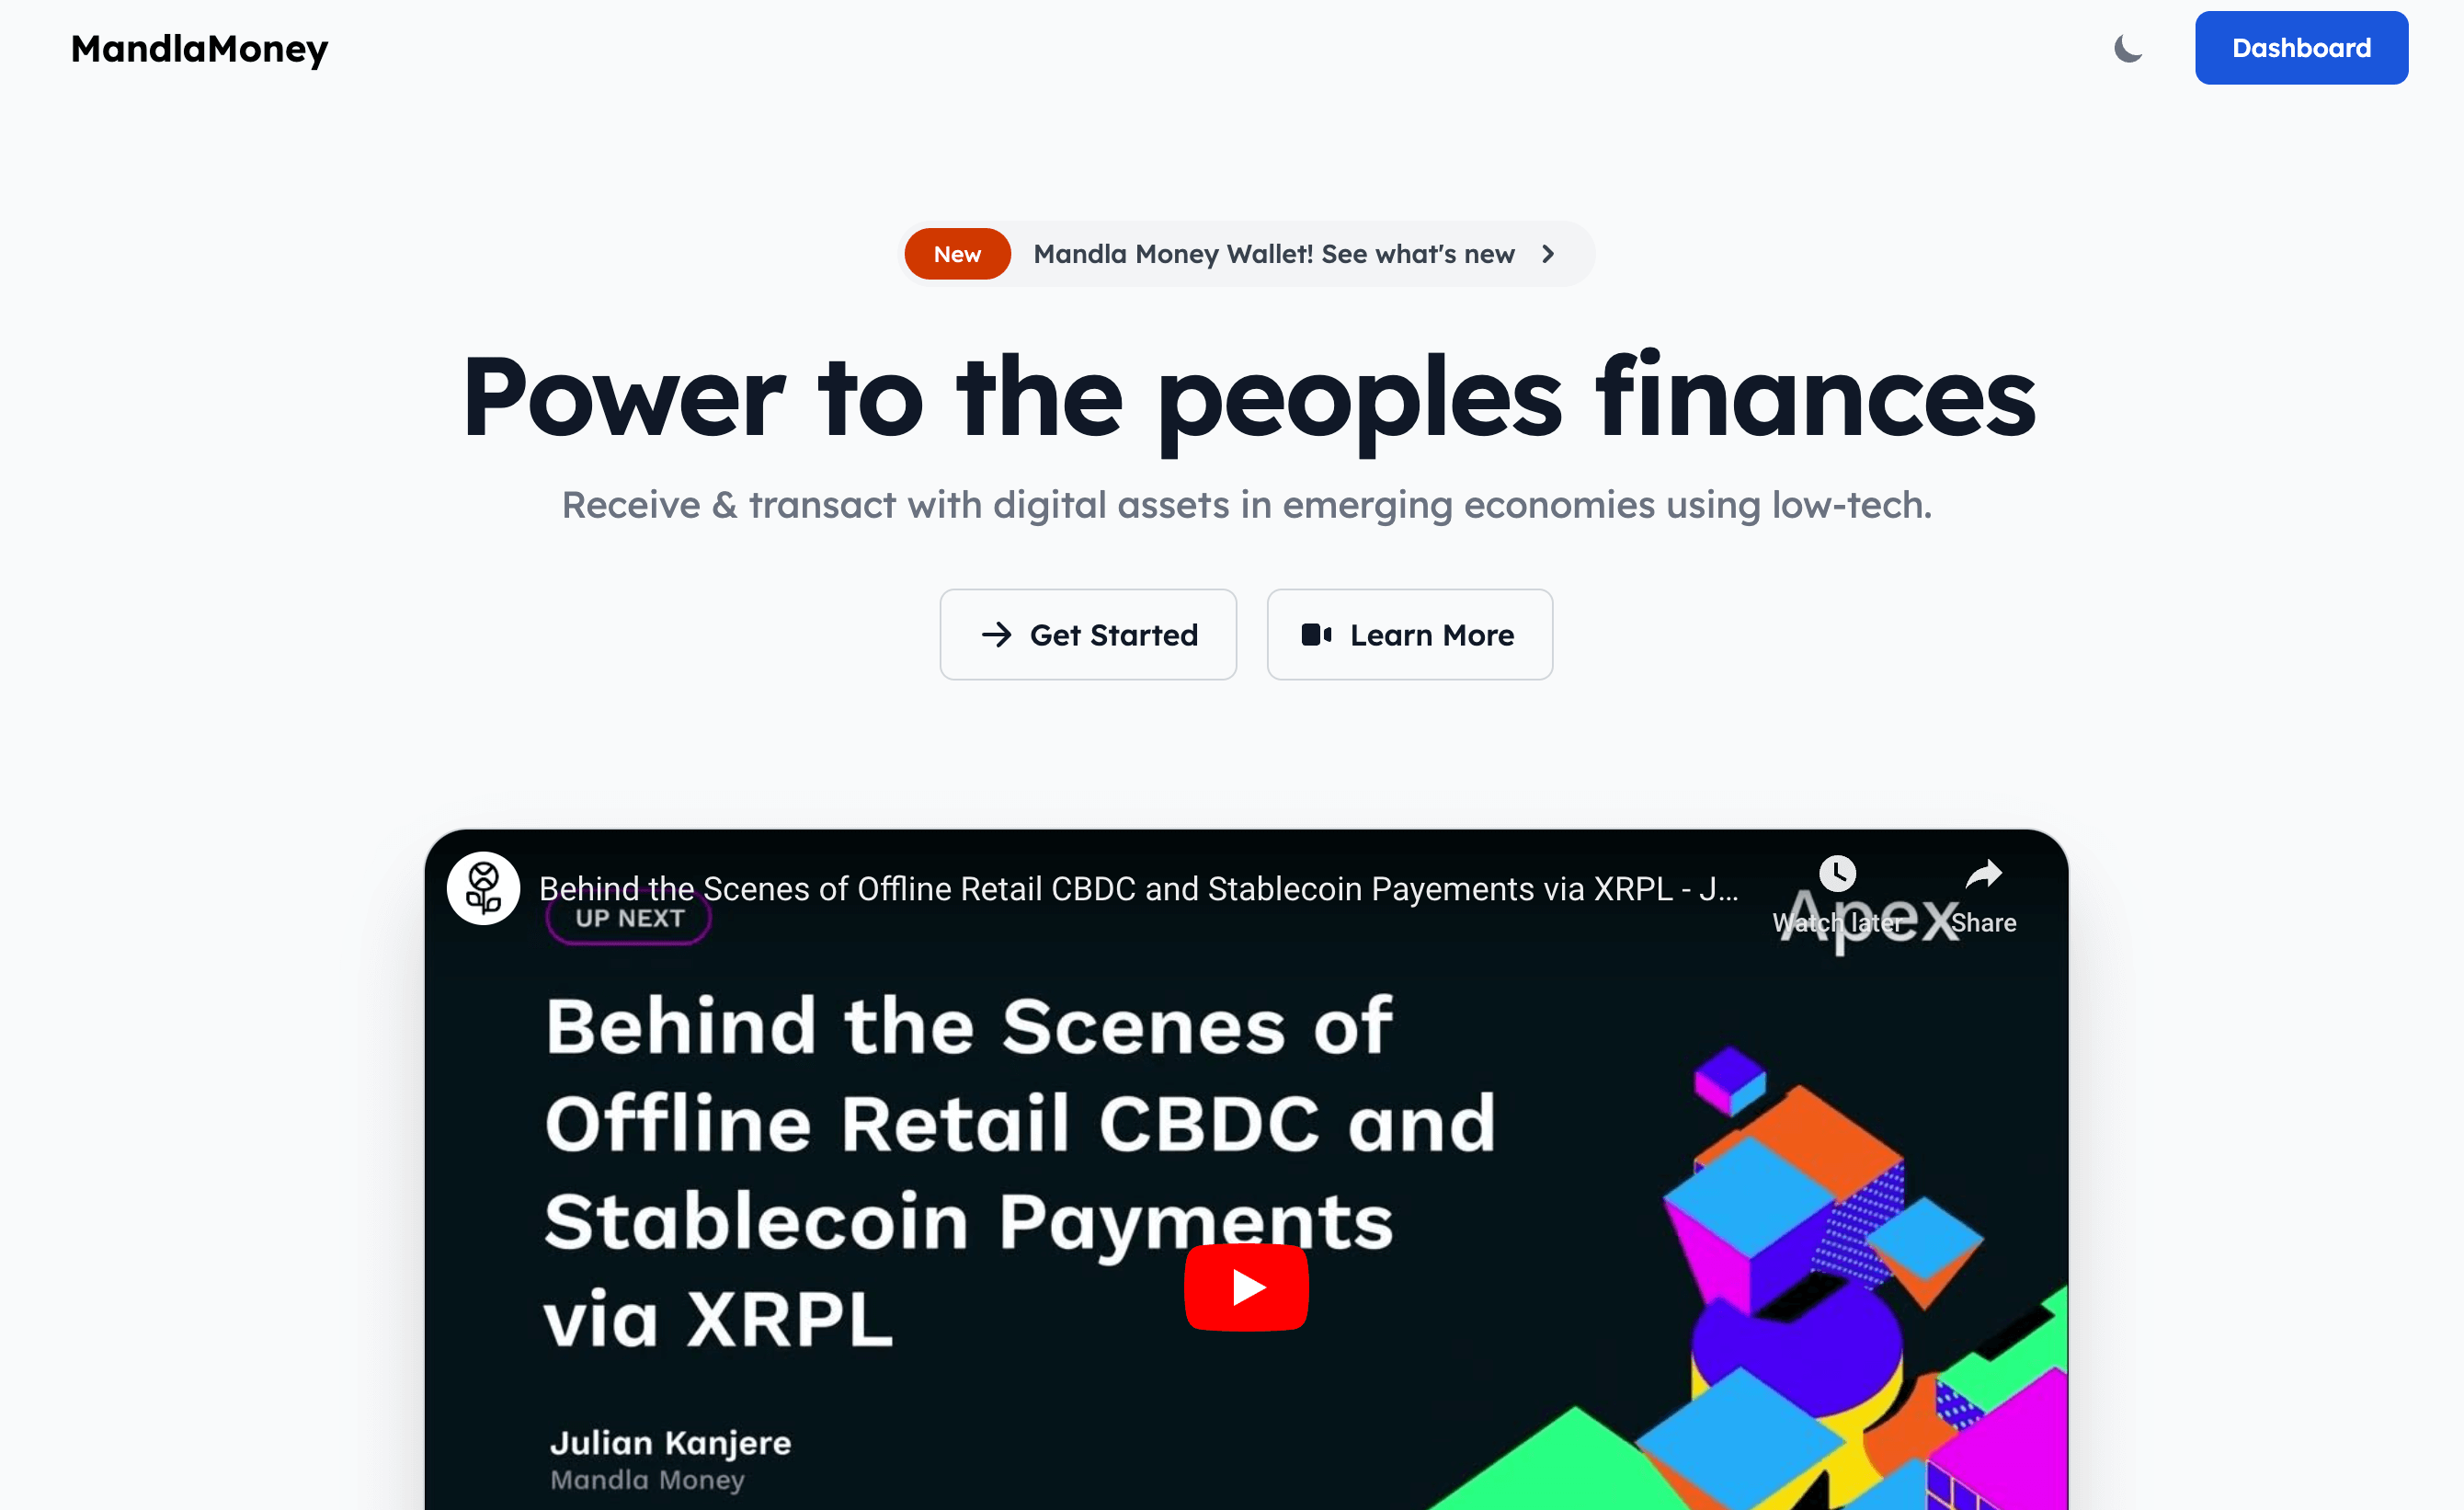 MandlaMoney
Dashboard
New Mandla Money Wallet! See what's new
Power to the peoples finances
Receive & transact with digital assets in emerging economies using low-tech.
Get Started
Learn More
Behind the Scenes of Offline Retail CBDC and Stablecoin Payements via XRPL - J...
Watch later
Share
UP NEXT
Apex
Behind the Scenes of
Offline Retail CBDC and
Stablecoin Payments
via XRPL
Julian Kanjere
Mandla Money